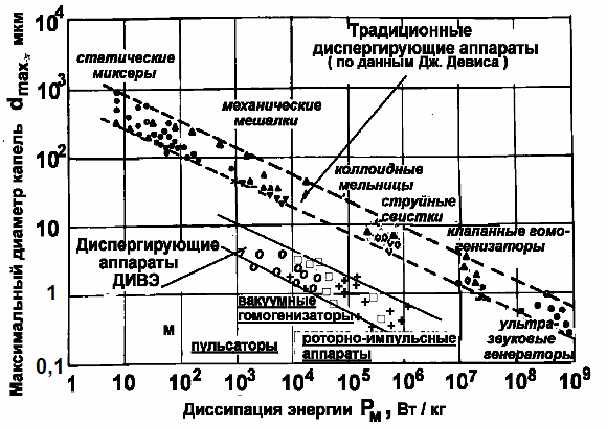 Максимальный диаметр капель dmax, мкм
10⁴
10³
10²
10
1
0,1
статические
миксеры
Традиционные
диспергирующие аппараты
( по данным Дж. Девиса )
механические
мешалки
коллоидные
мельницы
струйные
свистки
клапанные гомо-
генизаторы
Диспергирующие
аппараты
ДИВЭ
вакуумные
гомогенизаторы
м
пульсаторы
роторно-импульсные
аппараты
ультра-
звуковые
генераторы
1 10 10² 10³ 10⁴ 10⁵ 10⁶ 10⁷ 10⁸ 10⁹
Диссипация энергии Pм, Вт / кг